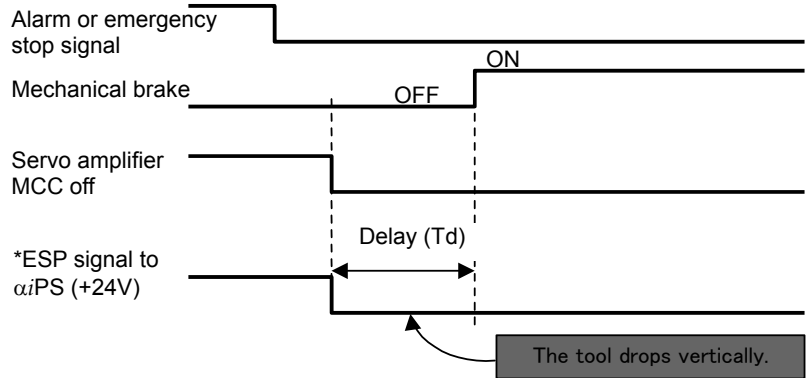 Alarm or emergency
stop signal
ON
Mechanical brake
OFF
Servo amplifier
MCC off
Delay (Td)
*ESP signal to
αiPS (+24V)
The tool drops vertically.